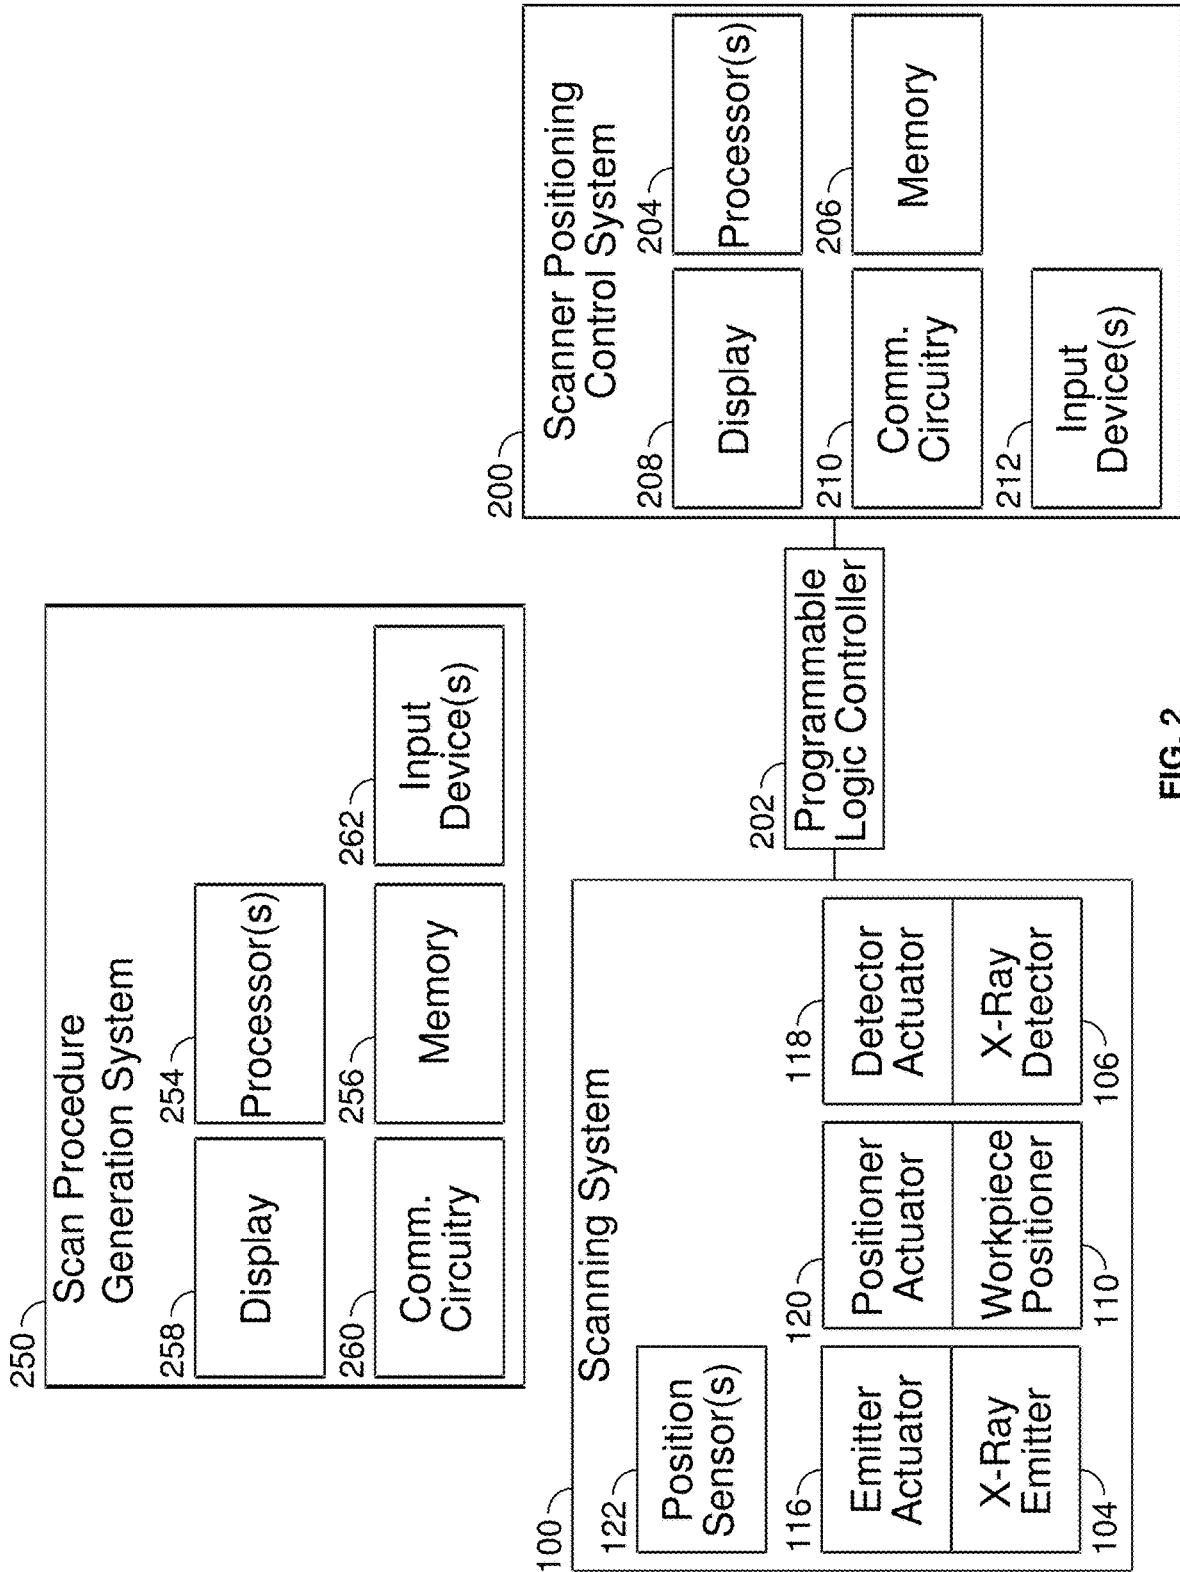 250
Scan Procedure
Generation System
258
Display
254
Processor(s)
260
Comm.
Circuitry
256
Memory
262
Input
Device(s)
100
Scanning System
122
Position
Sensor(s)
116
Emitter
Actuator
X-Ray
Emitter
104
120
Positioner
Actuator
Workpiece
Positioner
110
118
Detector
Actuator
X-Ray
Detector
106
202
Programmable
Logic Controller
200
Scanner Positioning
Control System
208
Display
204
Processor(s)
210
Comm.
Circuitry
206
Memory
212
Input
Device(s)
FIG. 2